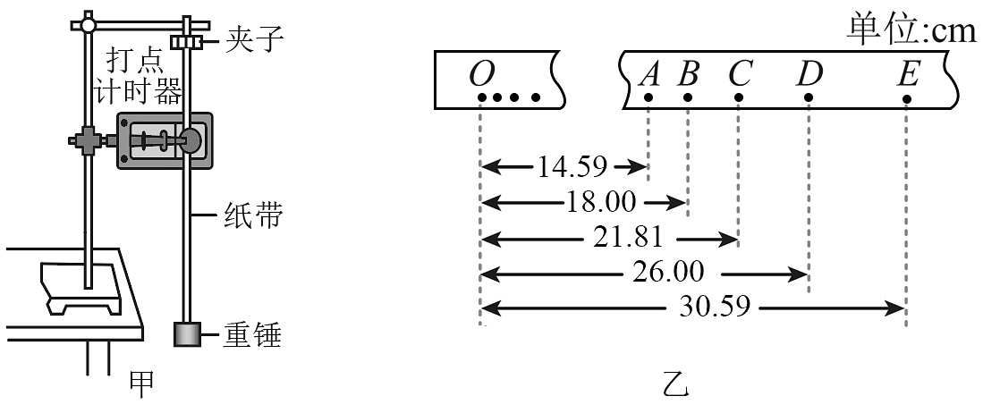 夹子
打点
计时器
纸带
重锤
甲
单位:cm
O A B C D E
14.59
18.00
21.81
26.00
30.59
乙